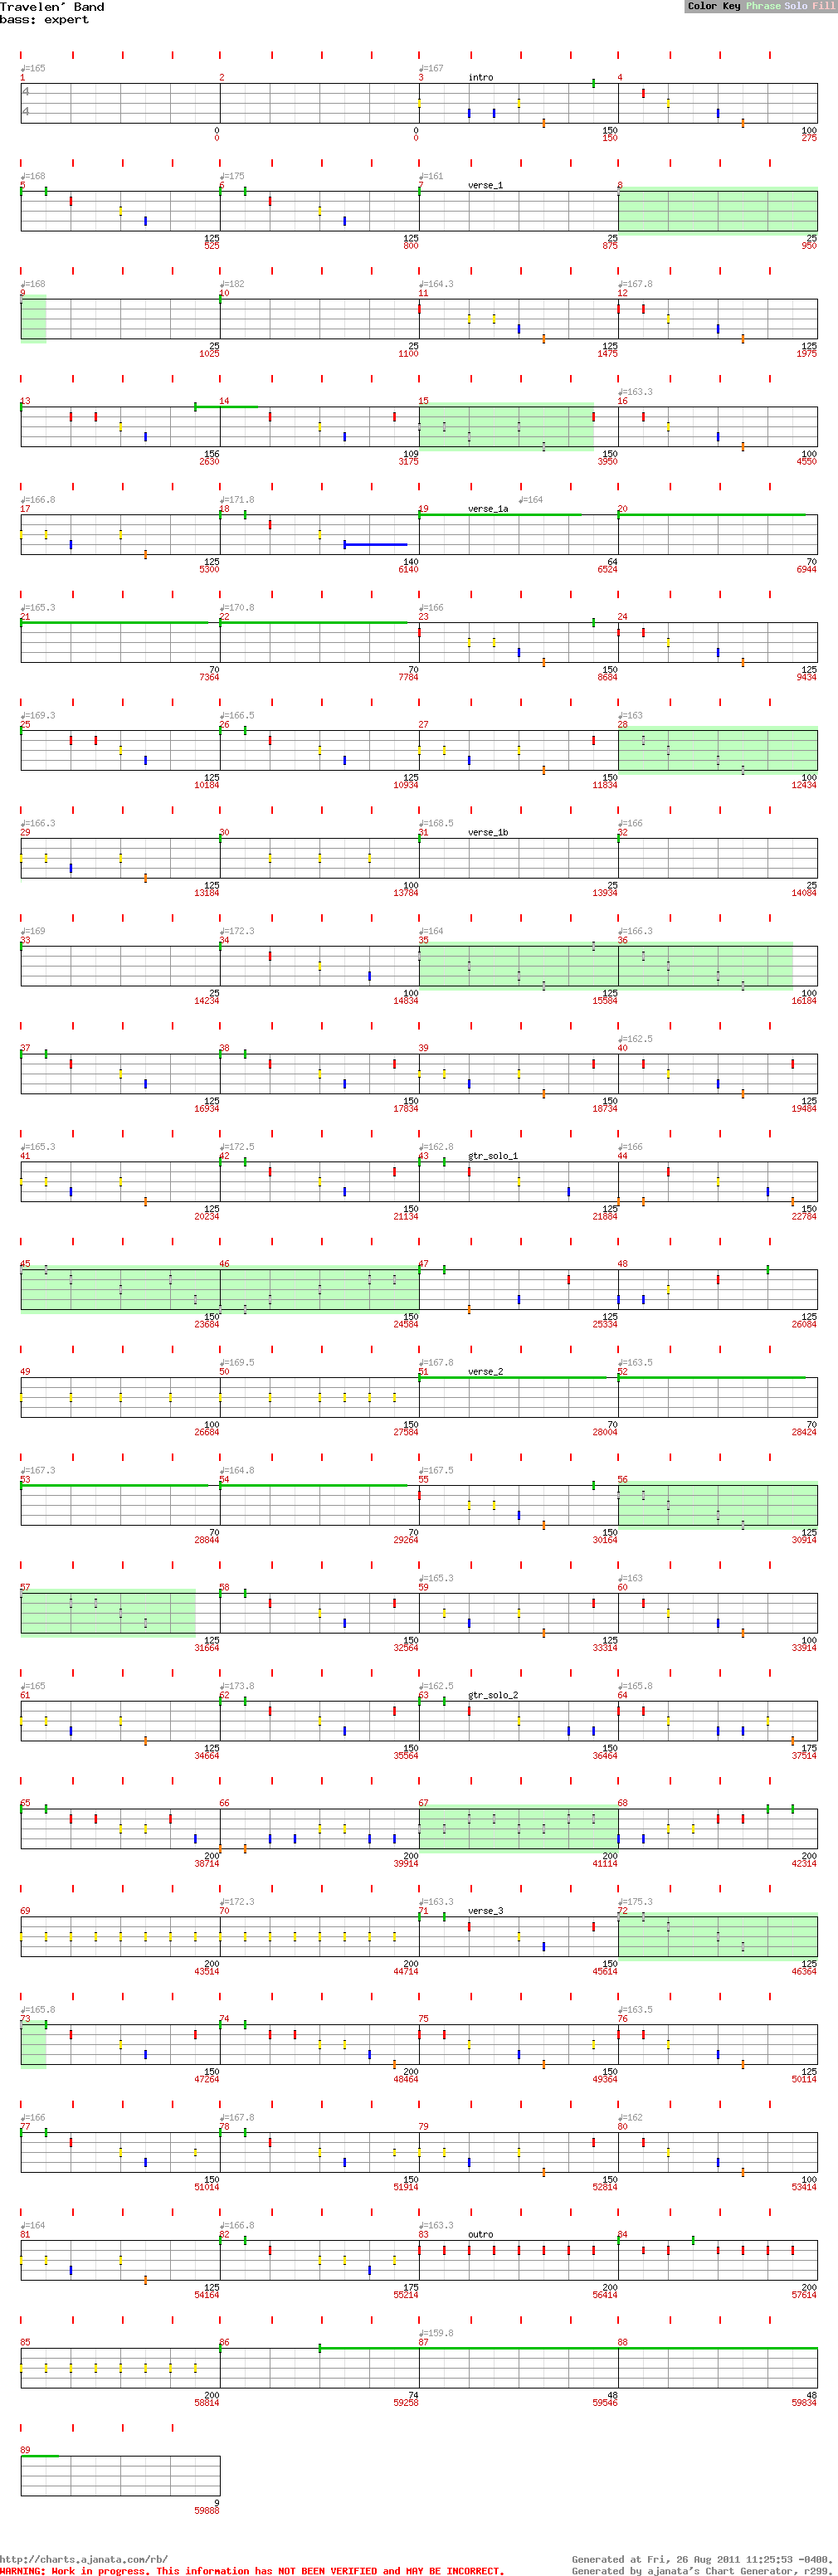 Travelen' Band
Color Key Phrase Solo Fill
bass: expert
♩=165 ♩=167
1 2 3 intro 4
4
4
0 0 150 100
0 0 150 275
♩=168 ♩=175 ♩=161
5 6 7 verse_1 8
125 125 25 25
525 800 875 950
♩=168 ♩=182 ♩=164.3 ♩=167.8
9 10 11 12
25 25 125 125
1025 1100 1475 1975
♩=163.3
13 14 15 16
156 109 150 100
2630 3175 3950 4550
♩=166.8 ♩=171.8 ♩=164
17 18 19 verse_1a 20
125 140 64 70
5300 6140 6524 6944
♩=165.3 ♩=170.8 ♩=166
21 22 23 24
70 70 150 125
7364 7784 8684 9434
♩=169.3 ♩=166.5 ♩=163
25 26 27 28
125 125 150 100
10184 10934 11834 12434
♩=166.3 ♩=168.5 ♩=166
29 30 31 verse_1b 32
125 100 25 25
13184 13784 13934 14084
♩=169 ♩=172.3 ♩=164 ♩=166.3
33 34 35 36
25 100 125 100
14234 14834 15584 16184
♩=162.5
37 38 39 40
125 150 150 125
16934 17834 18734 19484
♩=165.3 ♩=172.5 ♩=162.8 ♩=166
41 42 43 gtr_solo_1 44
125 150 125 150
20234 21134 21884 22784
45 46 47 48
150 150 125 125
23684 24584 25334 26084
♩=169.5 ♩=167.8 ♩=163.5
49 50 51 verse_2 52
100 150 70 70
26684 27584 28004 28424
♩=167.3 ♩=164.8 ♩=167.5
53 54 55 56
70 70 150 125
28844 29264 30164 30914
♩=165.3 ♩=163
57 58 59 60
125 150 125 100
31664 32564 33314 33914
♩=165 ♩=173.8 ♩=162.5 ♩=165.8
61 62 63 gtr_solo_2 64
125 150 150 175
34664 35564 36464 37514
65 66 67 68
200 200 200 200
38714 39914 41114 42314
♩=172.3 ♩=163.3 ♩=175.3
69 70 71 verse_3 72
200 200 150 125
43514 44714 45614 46364
♩=165.8 ♩=163.5
73 74 75 76
150 200 150 125
47264 48464 49364 50114
♩=166 ♩=167.8 ♩=162
77 78 79 80
150 150 150 100
51014 51914 52814 53414
♩=164 ♩=166.8 ♩=163.3
81 82 83 outro 84
125 175 200 200
54164 55214 56414 57614
♩=159.8
85 86 87 88
200 74 48 48
58814 59258 59546 59834
89
9
59888
http://charts.ajanata.com/rb/ Generated at Fri, 26 Aug 2011 11:25:53 -0400.
WARNING: Work in progress. This information has NOT BEEN VERIFIED and MAY BE INCORRECT. Generated by ajanata's Chart Generator, r299.